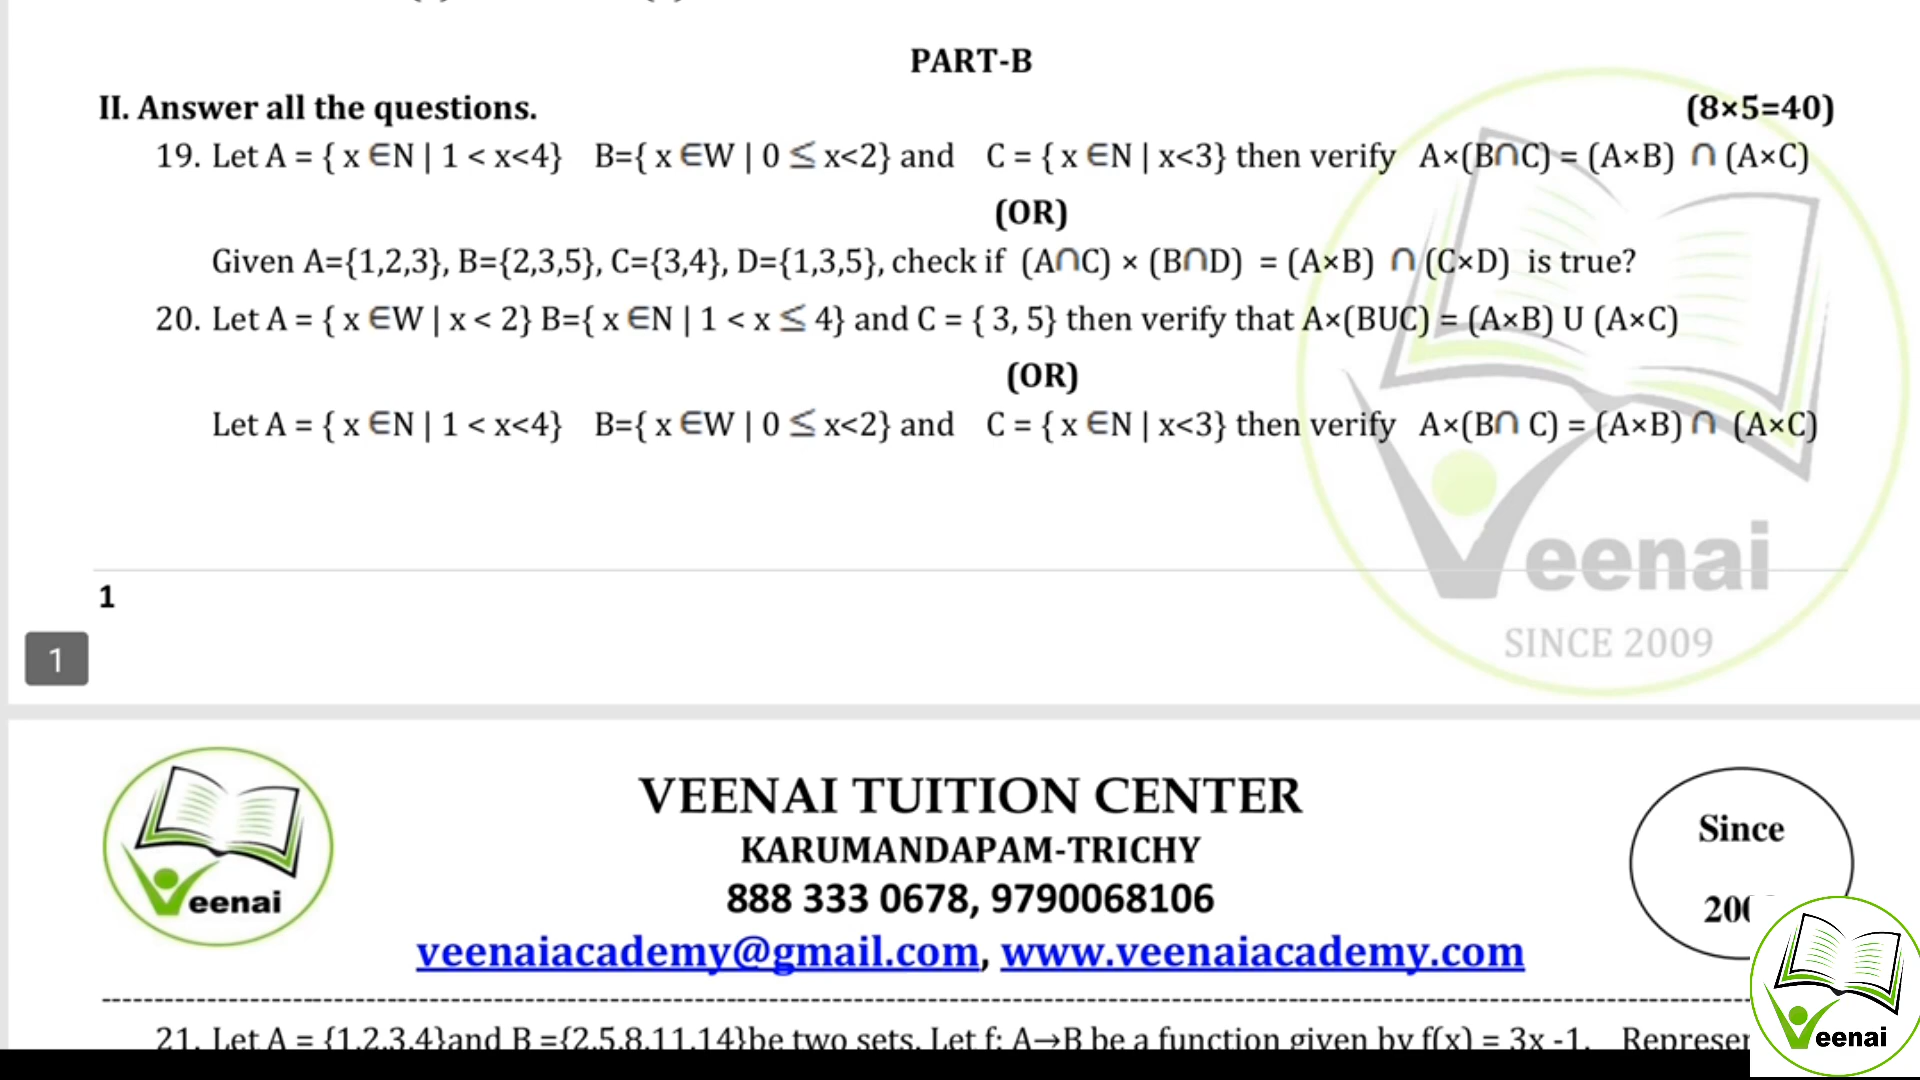 PART-B
II. Answer all the questions. (8×5=40)
19. Let A = { x ∈N | 1 < x<4} B={ x ∈W | 0 ≤ x<2} and C = { x ∈N | x<3} then verify A×(B∩C) = (A×B) ∩ (A×C)
(OR)
Given A={1,2,3}, B={2,3,5}, C={3,4}, D={1,3,5}, check if (A∩C) × (B∩D) = (A×B) ∩ (C×D) is true?
20. Let A = { x ∈W | x < 2} B={ x ∈N | 1 < x ≤ 4} and C = { 3, 5} then verify that A×(BUC) = (A×B) U (A×C)
(OR)
Let A = { x ∈N | 1 < x<4} B={ x ∈W | 0 ≤ x<2} and C = { x ∈N | x<3} then verify A×(B∩ C) = (A×B) ∩ (A×C)
Veenai
SINCE 2009
1
1
Veenai
VEENAI TUITION CENTER
KARUMANDAPAM-TRICHY
888 333 0678, 9790068106
veenaiacademy@gmail.com, www.veenaiacademy.com
Since
200
Veenai
21. Let A = {1,2,3,4}and B ={2,5,8,11,14}be two sets. Let f: A→B be a function given by f(x) = 3x -1.